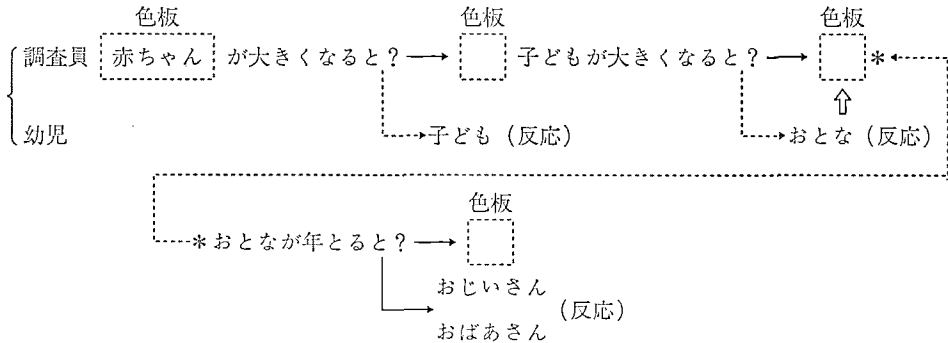 色板 色板 色板
調査員 赤ちゃん が大きくなると? 子どもが大きくなると? *
幼児 子ども (反応) おとな (反応)
色板
*おとなが年とると?
おじいさん
(反応)
おばあさん